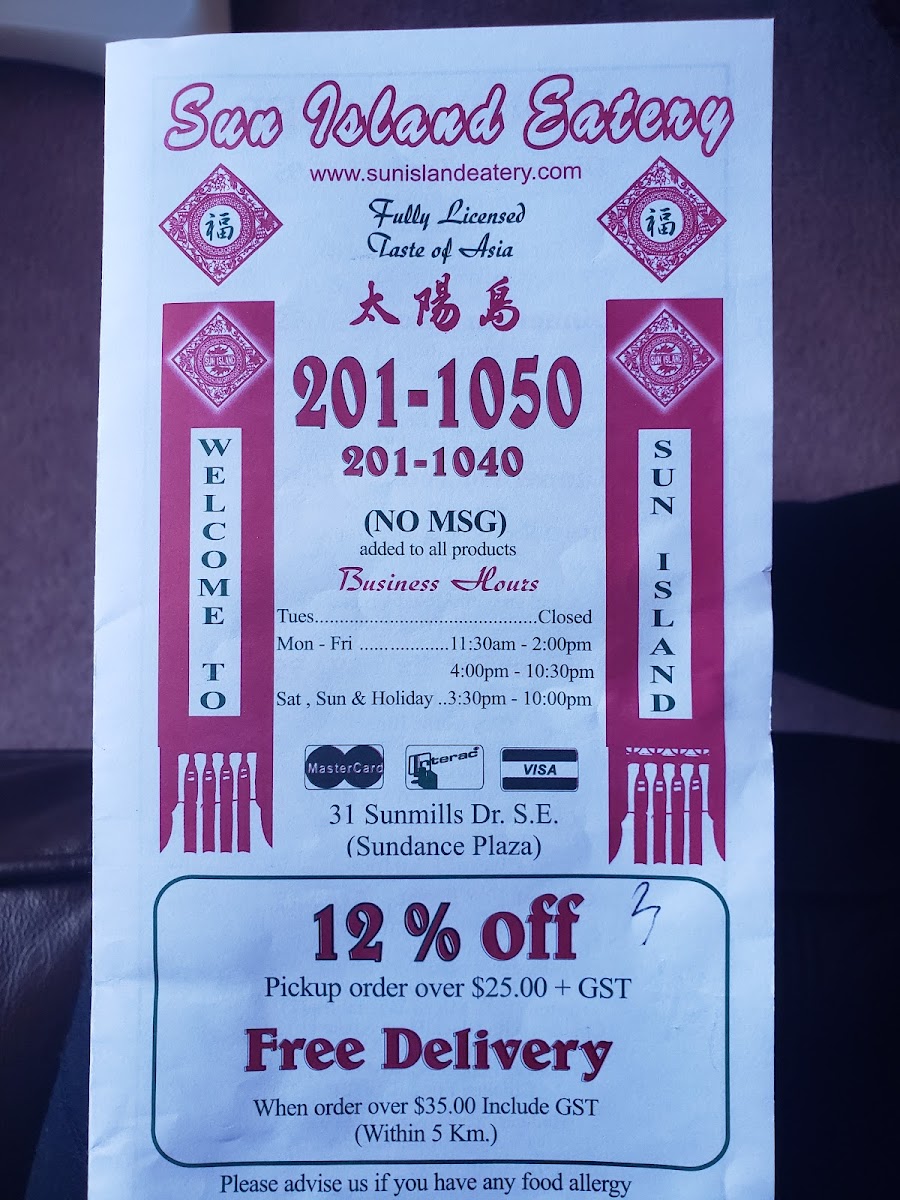 Sun Island Eatery
www.sunislandeatery.com
福
福
Fully Licensed
Taste of Asia
太陽島
201-1050
201-1040
SUN ISLAND
SUN ISLAND
WELCOME TO
SUN ISLAND
(NO MSG)
added to all products
Business Hours
Tues..............................................Closed
Mon - Fri ...................11:30am - 2:00pm
4:00pm - 10:30pm
Sat , Sun & Holiday ..3:30pm - 10:00pm
MasterCard
Interac
VISA
31 Sunmills Dr. S.E.
(Sundance Plaza)
12 % off
Pickup order over $25.00 + GST
Free Delivery
When order over $35.00 Include GST
(Within 5 Km.)
Please advise us if you have any food allergy